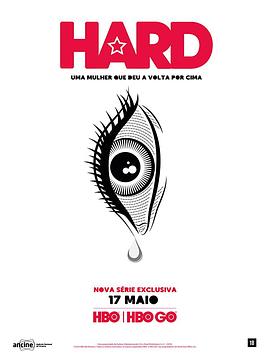 HARD
UMA MULHER QUE DEU A VOLTA POR CIMA
NOVA SÉRIE EXCLUSIVA
17 MAIO
HBO | HBO GO
ancine
18